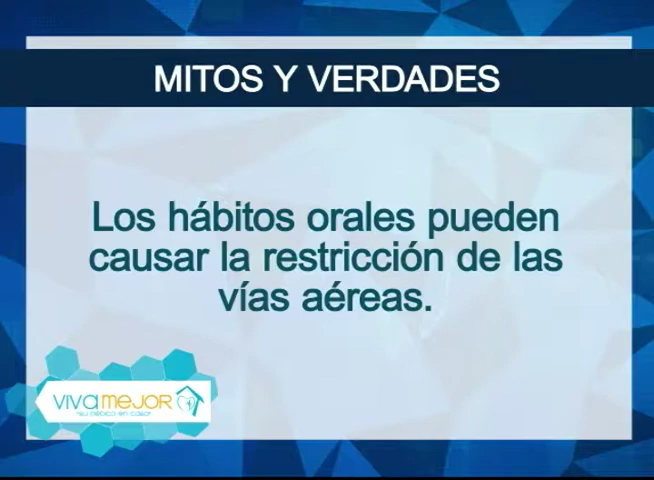 MITOS Y VERDADES
Los hábitos orales pueden
causar la restricción de las
vías aéreas.
VIVAMEJOR